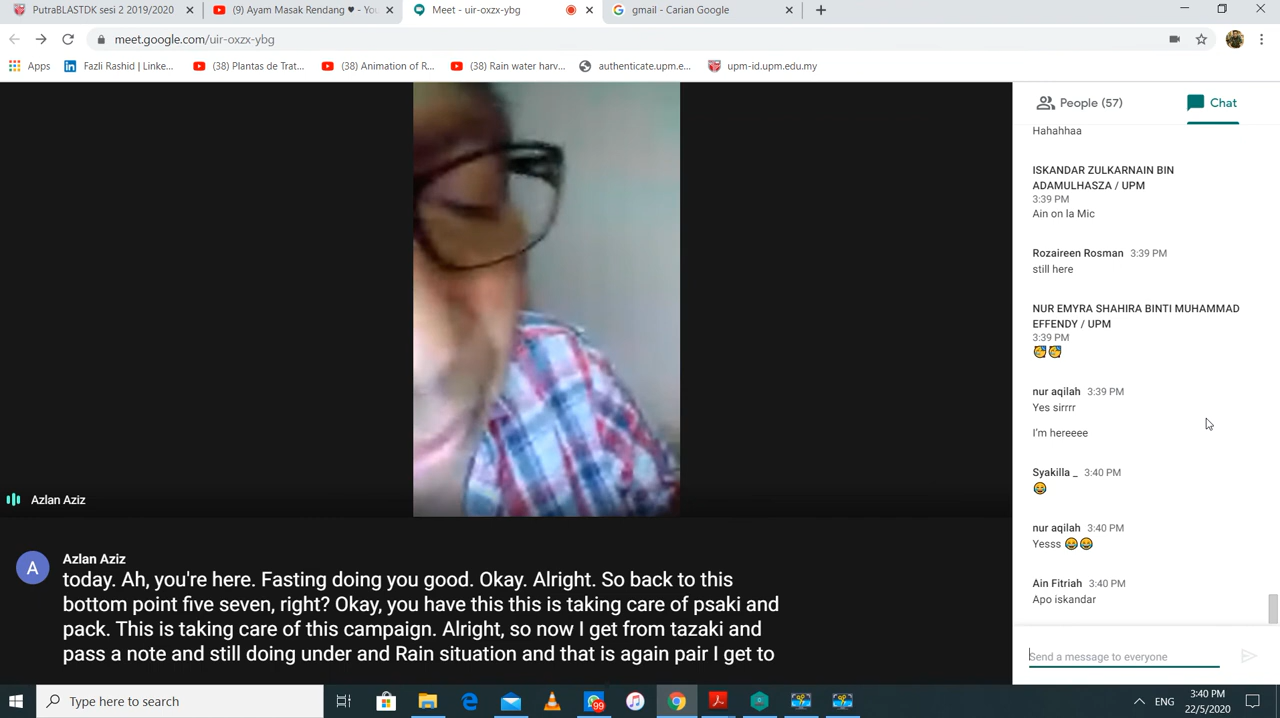 PutraBLASTDK sesi 2 2019/2020
(9) Ayam Masak Rendang ♥ - You
Meet - uir-oxzx-ybg
gmail - Carian Google
meet.google.com/uir-oxzx-ybg
Apps
Fazli Rashid | Linke...
(38) Plantas de Trat...
(38) Animation of R...
(38) Rain water harv...
authenticate.upm.e...
upm-id.upm.edu.my
People (57)
Chat
Hahahhaa
ISKANDAR ZULKARNAIN BIN
ADAMULHASZA / UPM
3:39 PM
Ain on la Mic
Rozaireen Rosman 3:39 PM
still here
NUR EMYRA SHAHIRA BINTI MUHAMMAD
EFFENDY / UPM
3:39 PM
nur aqilah 3:39 PM
Yes sirrrr
I'm hereeee
Syakilla _ 3:40 PM
😂
nur aqilah 3:40 PM
Yesss 😂😂
Ain Fitriah 3:40 PM
Apo iskandar
Send a message to everyone
Azlan Aziz
A
Azlan Aziz
today. Ah, you're here. Fasting doing you good. Okay. Alright. So back to this
bottom point five seven, right? Okay, you have this this is taking care of psaki and
pack. This is taking care of this campaign. Alright, so now I get from tazaki and
pass a note and still doing under and Rain situation and that is again pair I get to
Type here to search
99
ENG
3:40 PM
22/5/2020